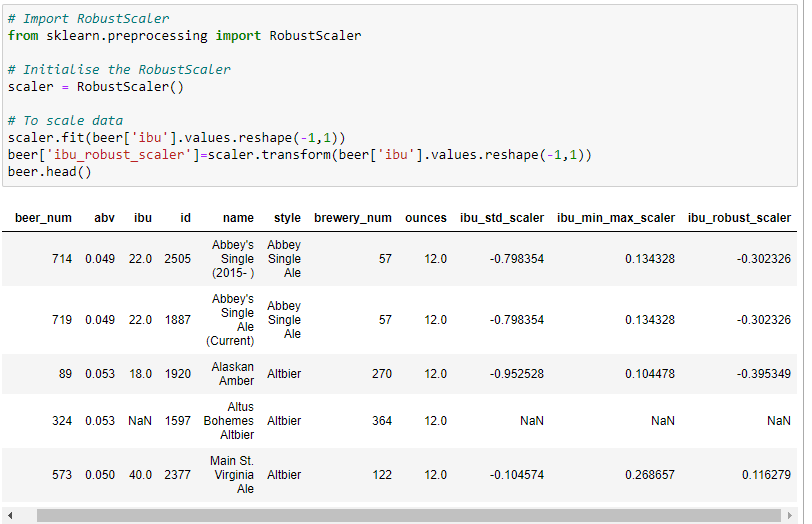 # Import RobustScaler
from sklearn.preprocessing import RobustScaler
# Initialise the RobustScaler
scaler = RobustScaler()
# To scale data
scaler.fit(beer['ibu'].values.reshape(-1,1))
beer['ibu_robust_scaler']=scaler.transform(beer['ibu'].values.reshape(-1,1))
beer.head()
beer_num abv ibu id name style brewery_num ounces ibu_std_scaler ibu_min_max_scaler ibu_robust_scaler
Abbey's Abbey
714 0.049 22.0 2505 Single Single 57 12.0 -0.798354 0.134328 -0.302326
(2015- ) Ale
Abbey's
Single Abbey
719 0.049 22.0 1887 Ale Single 57 12.0 -0.798354 0.134328 -0.302326
(Current) Ale
Alaskan
89 0.053 18.0 1920 Amber Altbier 270 12.0 -0.952528 0.104478 -0.395349
Altus
324 0.053 NaN 1597 Bohemes Altbier 364 12.0 NaN NaN NaN
Altbier
Main St.
573 0.050 40.0 2377 Virginia Altbier 122 12.0 -0.104574 0.268657 0.116279
Ale